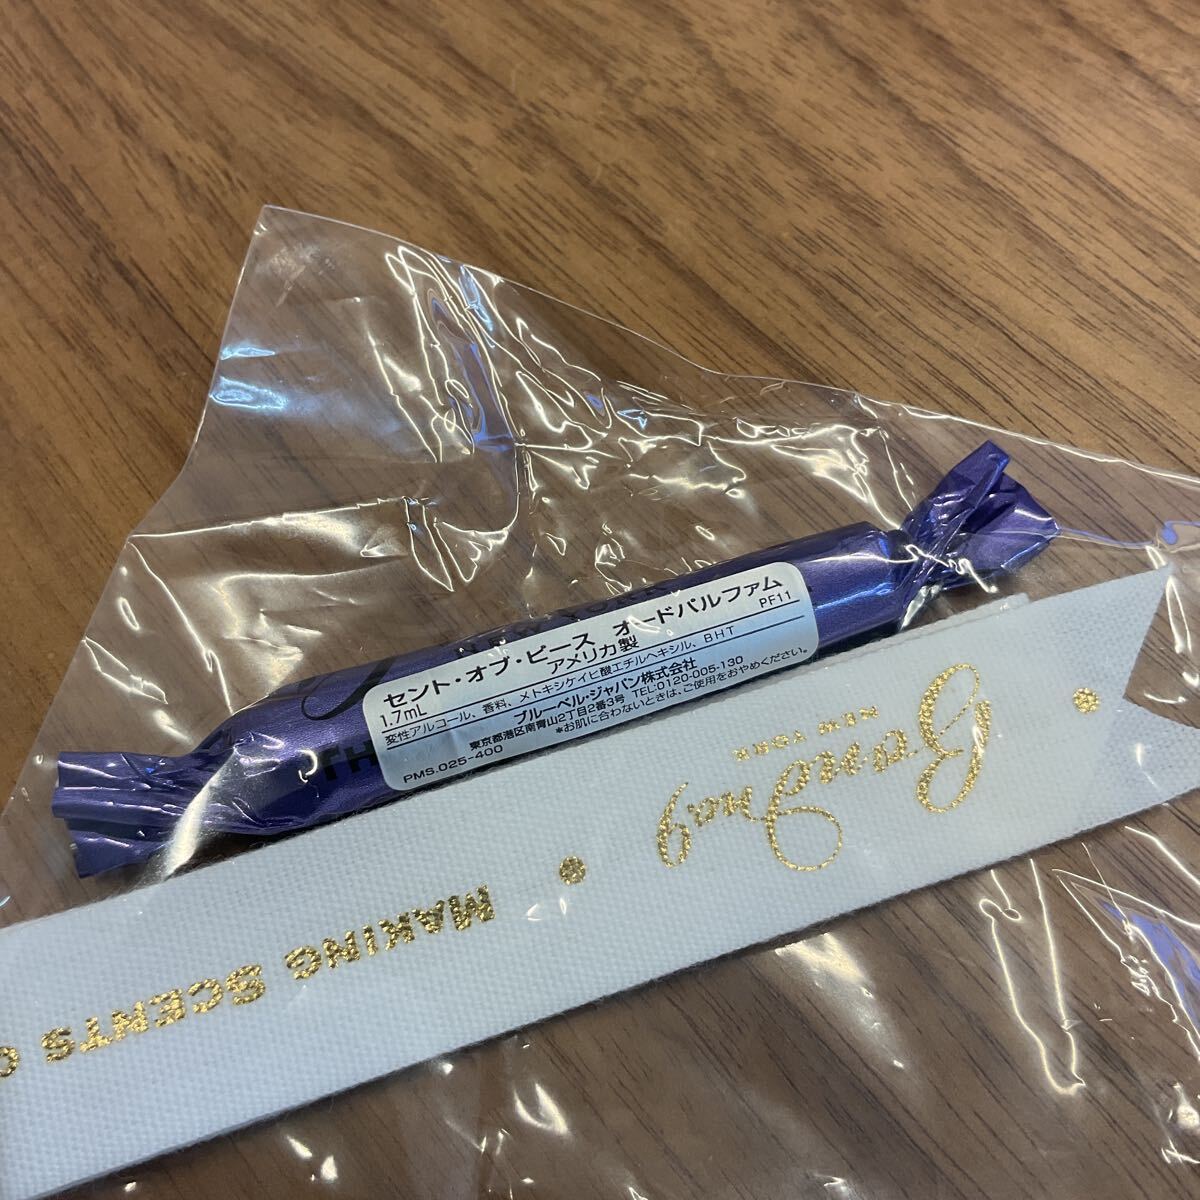 セント・オブ・ピース オードパルファム
1.7mL アメリカ製 PF11
変性アルコール、香料、メトキシケイヒ酸エチルヘキシル、BHT
ブルーベル・ジャパン株式会社
東京都港区南青山2丁目2番3号 TEL:0120-005-130
*お肌に合わないときは、ご使用をおやめください。
PMS.025-400
TH
Bond No. 9
NEW YORK
MAKING SCENTS